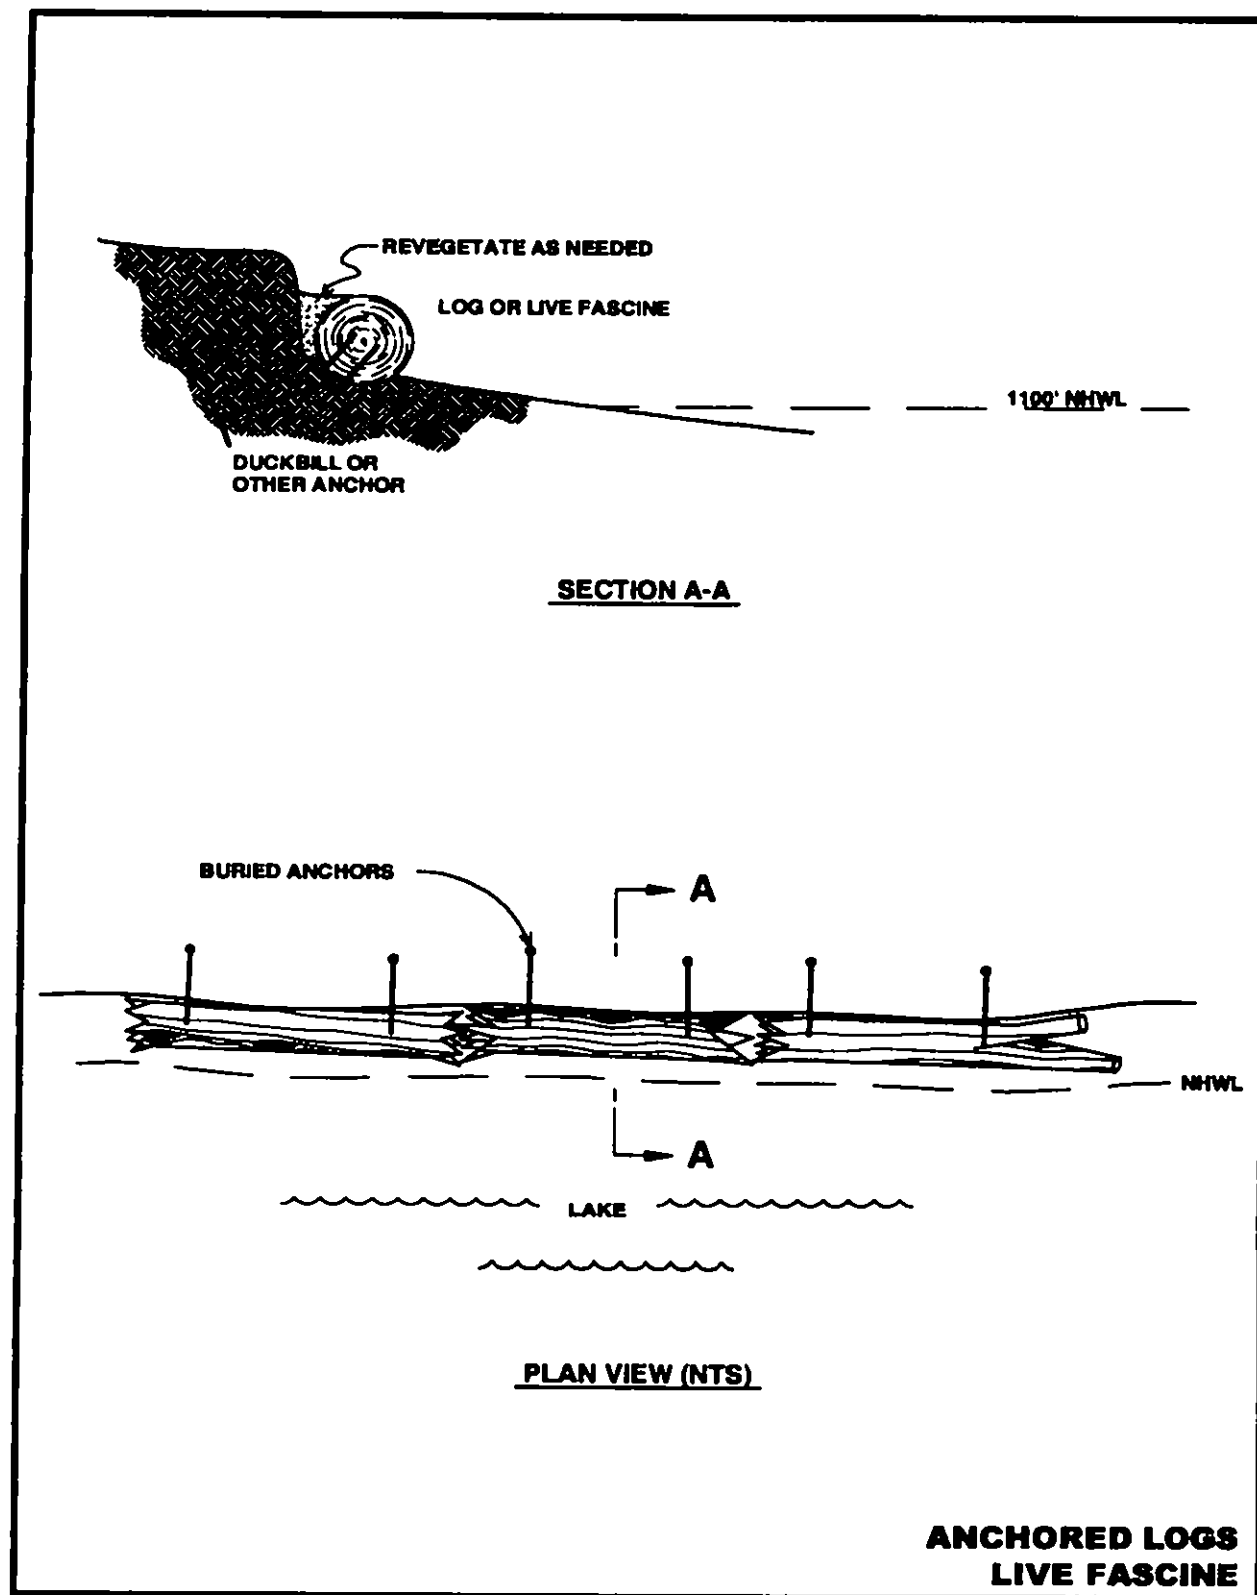 REVEGETATE AS NEEDED
LOG OR LIVE FASCINE
1100' NHWL
DUCKBILL OR
OTHER ANCHOR
SECTION A-A
BURIED ANCHORS
A
NHWL
A
LAKE
PLAN VIEW (NTS)
ANCHORED LOGS
LIVE FASCINE